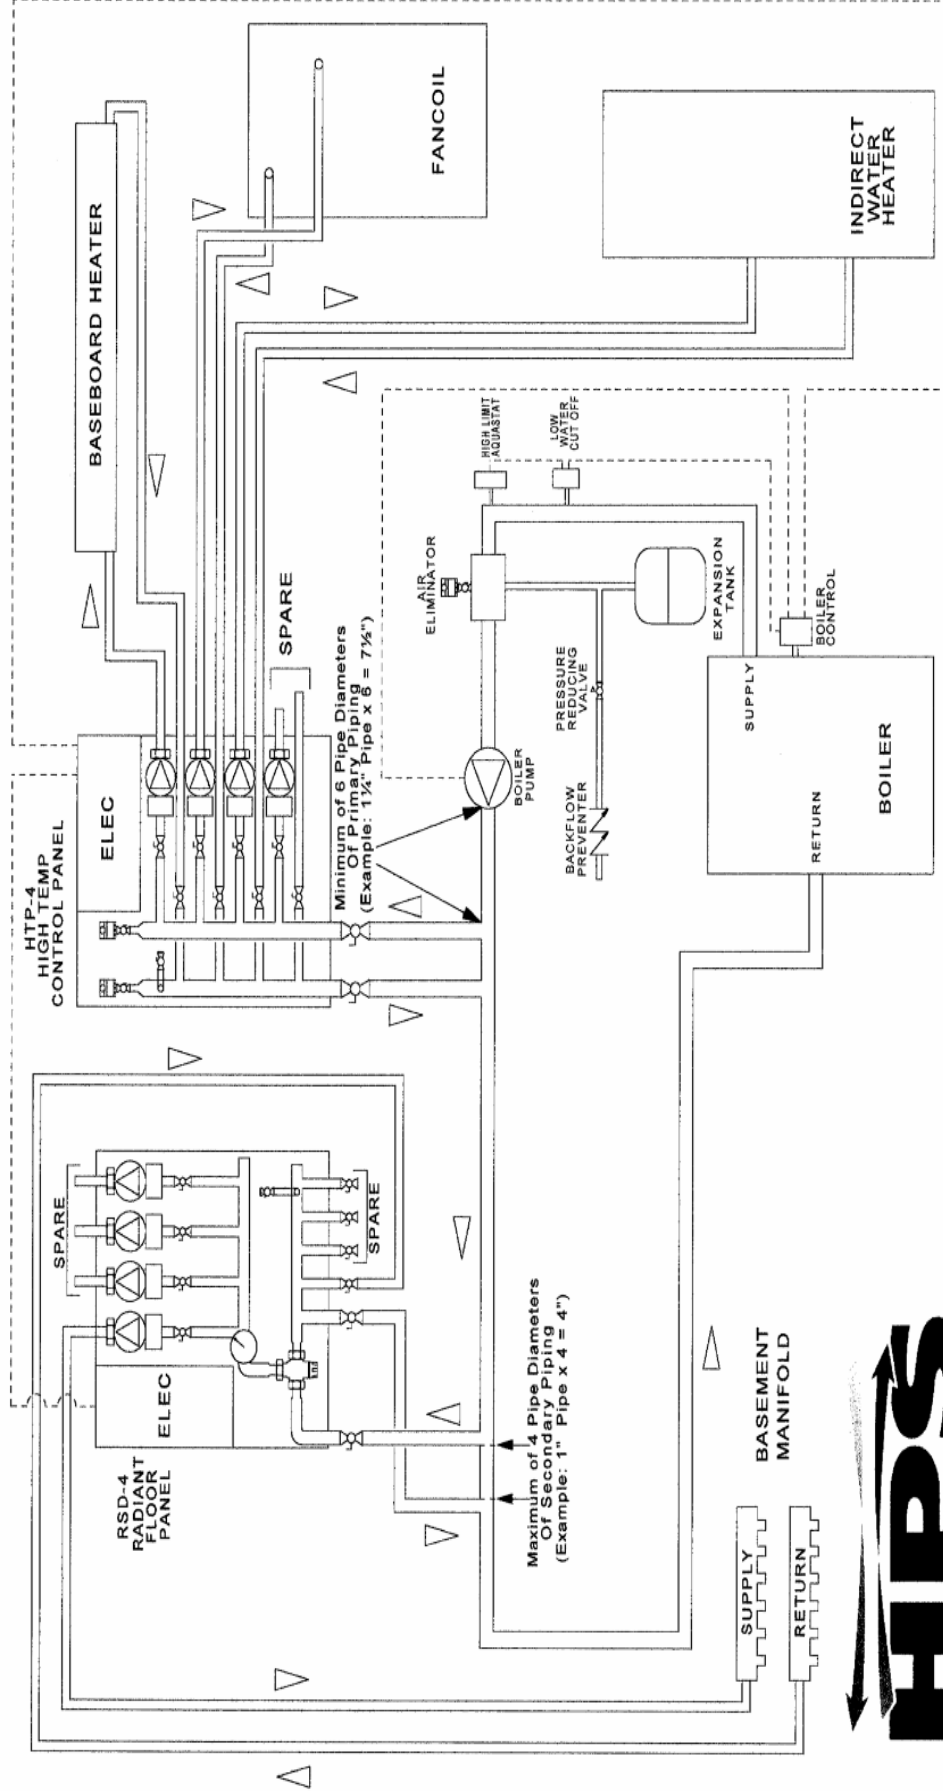 BASEBOARD HEATER
FANCOIL
INDIRECT
WATER
HEATER
HTP-4
HIGH TEMP
CONTROL PANEL
ELEC
SPARE
Minimum of 6 Pipe Diameters
Of Primary Piping
(Example: 1¼" Pipe x 6 = 7½")
AIR
ELIMINATOR
HIGH LIMIT
AQUASTAT
LOW
WATER
CUT OFF
EXPANSION
TANK
BOILER
CONTROL
PRESSURE
REDUCING
VALVE
BOILER
PUMP
BACKFLOW
PREVENTER
SUPPLY
RETURN
BOILER
SPARE
SPARE
ELEC
RSD-4
RADIANT
FLOOR
PANEL
Maximum of 4 Pipe Diameters
Of Secondary Piping
(Example: 1" Pipe x 4 = 4")
BASEMENT
MANIFOLD
SUPPLY
RETURN
HPS